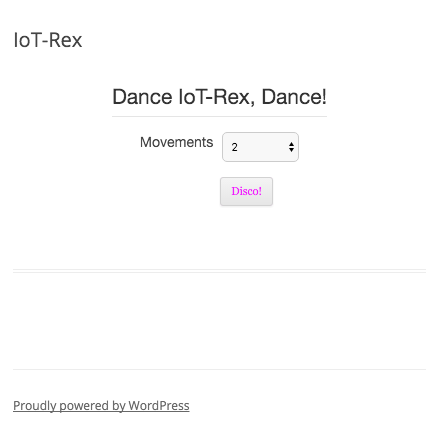 IoT-Rex
Dance IoT-Rex, Dance!
Movements 2
Disco!
Proudly powered by WordPress